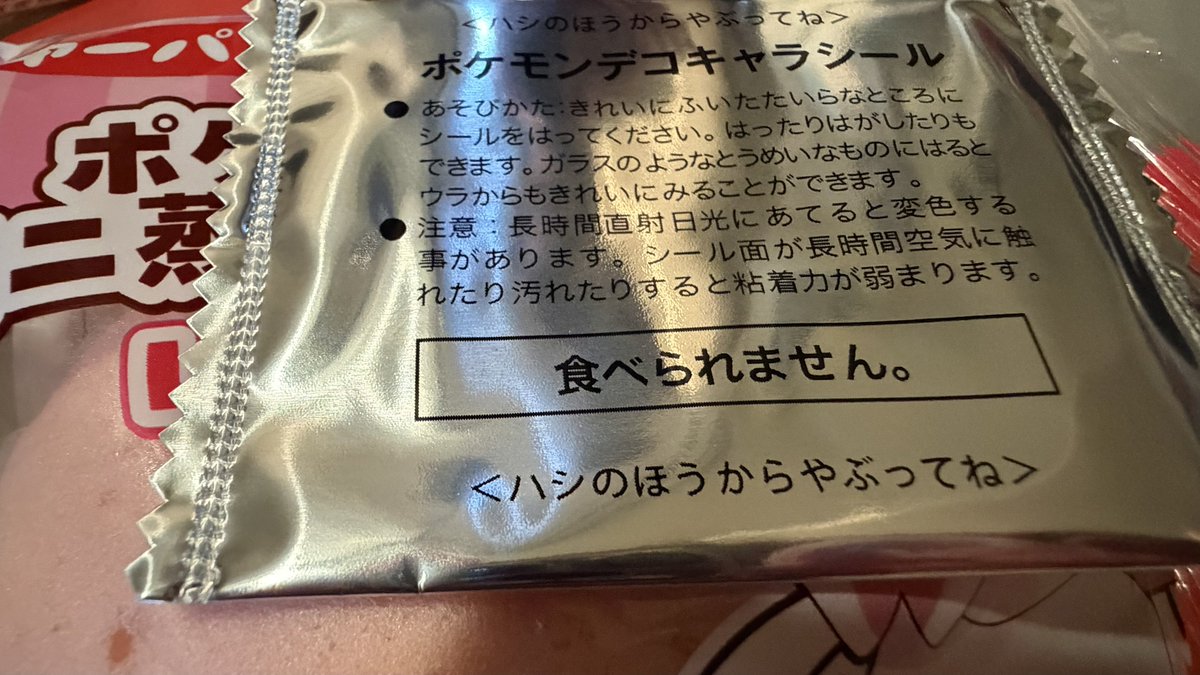 <ハシのほうからやぶってね>
ポケモンデコキャラシール
●あそびかた:きれいにふいたたいらなところに
シールをはってください。はったりはがしたりも
できます。ガラスのようなとうめいなものにはると
ウラからもきれいにみることができます。
●注意:長時間直射日光にあてると変色する
事があります。シール面が長時間空気に触
れたり汚れたりすると粘着力が弱まります。
食べられません。
<ハシのほうからやぶってね>
ーパ
ポケ
ニ蒸